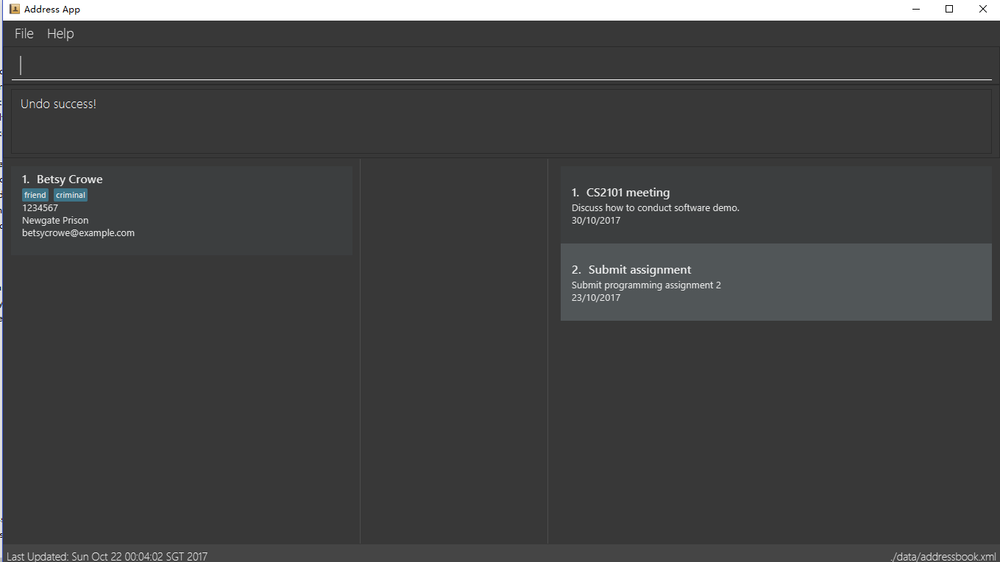 Address App
File Help
Undo success!
1. Betsy Crowe
friend criminal
1234567
Newgate Prison
betsycrowe@example.com
1. CS2101 meeting
Discuss how to conduct software demo.
30/10/2017
2. Submit assignment
Submit programming assignment 2
23/10/2017
Last Updated: Sun Oct 22 00:04:02 SGT 2017
./data/addressbook.xml